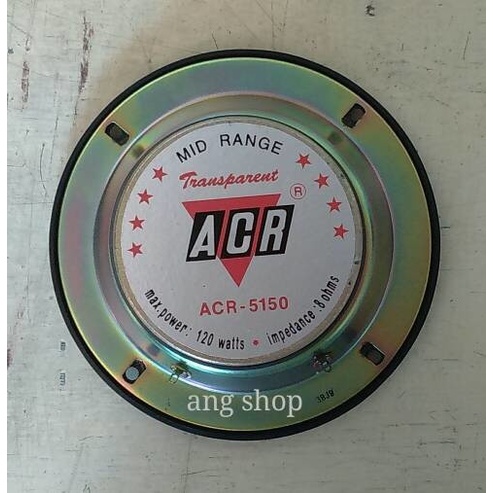 MID RANGE
Transparent
®
ACR
ACR-5150
max.power: 120 watts • impedance:8 ohms
ang shop